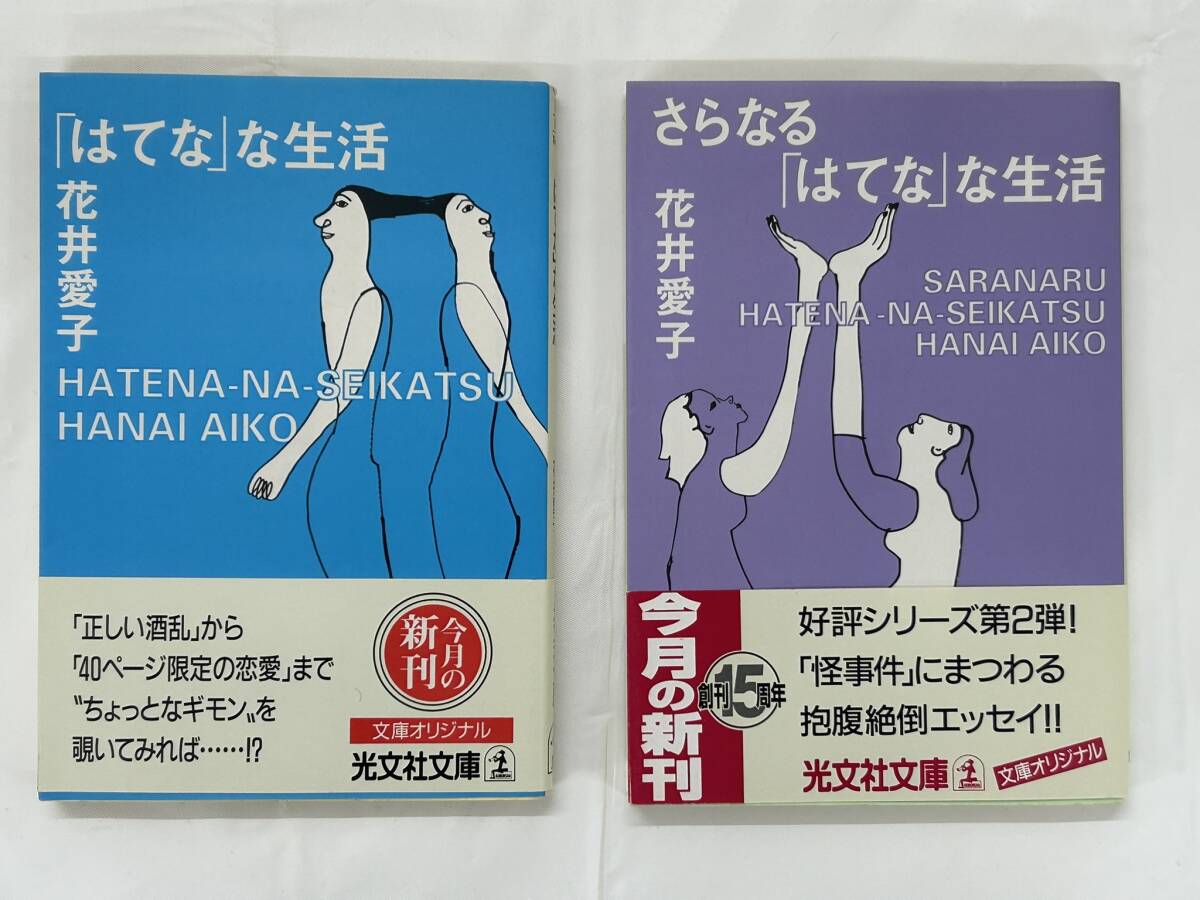 「はてな」な生活
花井愛子
HATENA-NA-SEIKATSU
HANAI AIKO
「正しい酒乱」から
「40ページ限定の恋愛」まで
〝ちょっとなギモン〟を
覗いてみれば……!?
今月の
新刊
文庫オリジナル
光文社文庫
さらなる
「はてな」な生活
花井愛子
SARANARU
HATENA-NA-SEIKATSU
HANAI AIKO
今月の新刊
創刊15周年
好評シリーズ第2弾!
「怪事件」にまつわる
抱腹絶倒エッセイ!!
光文社文庫
文庫オリジナル